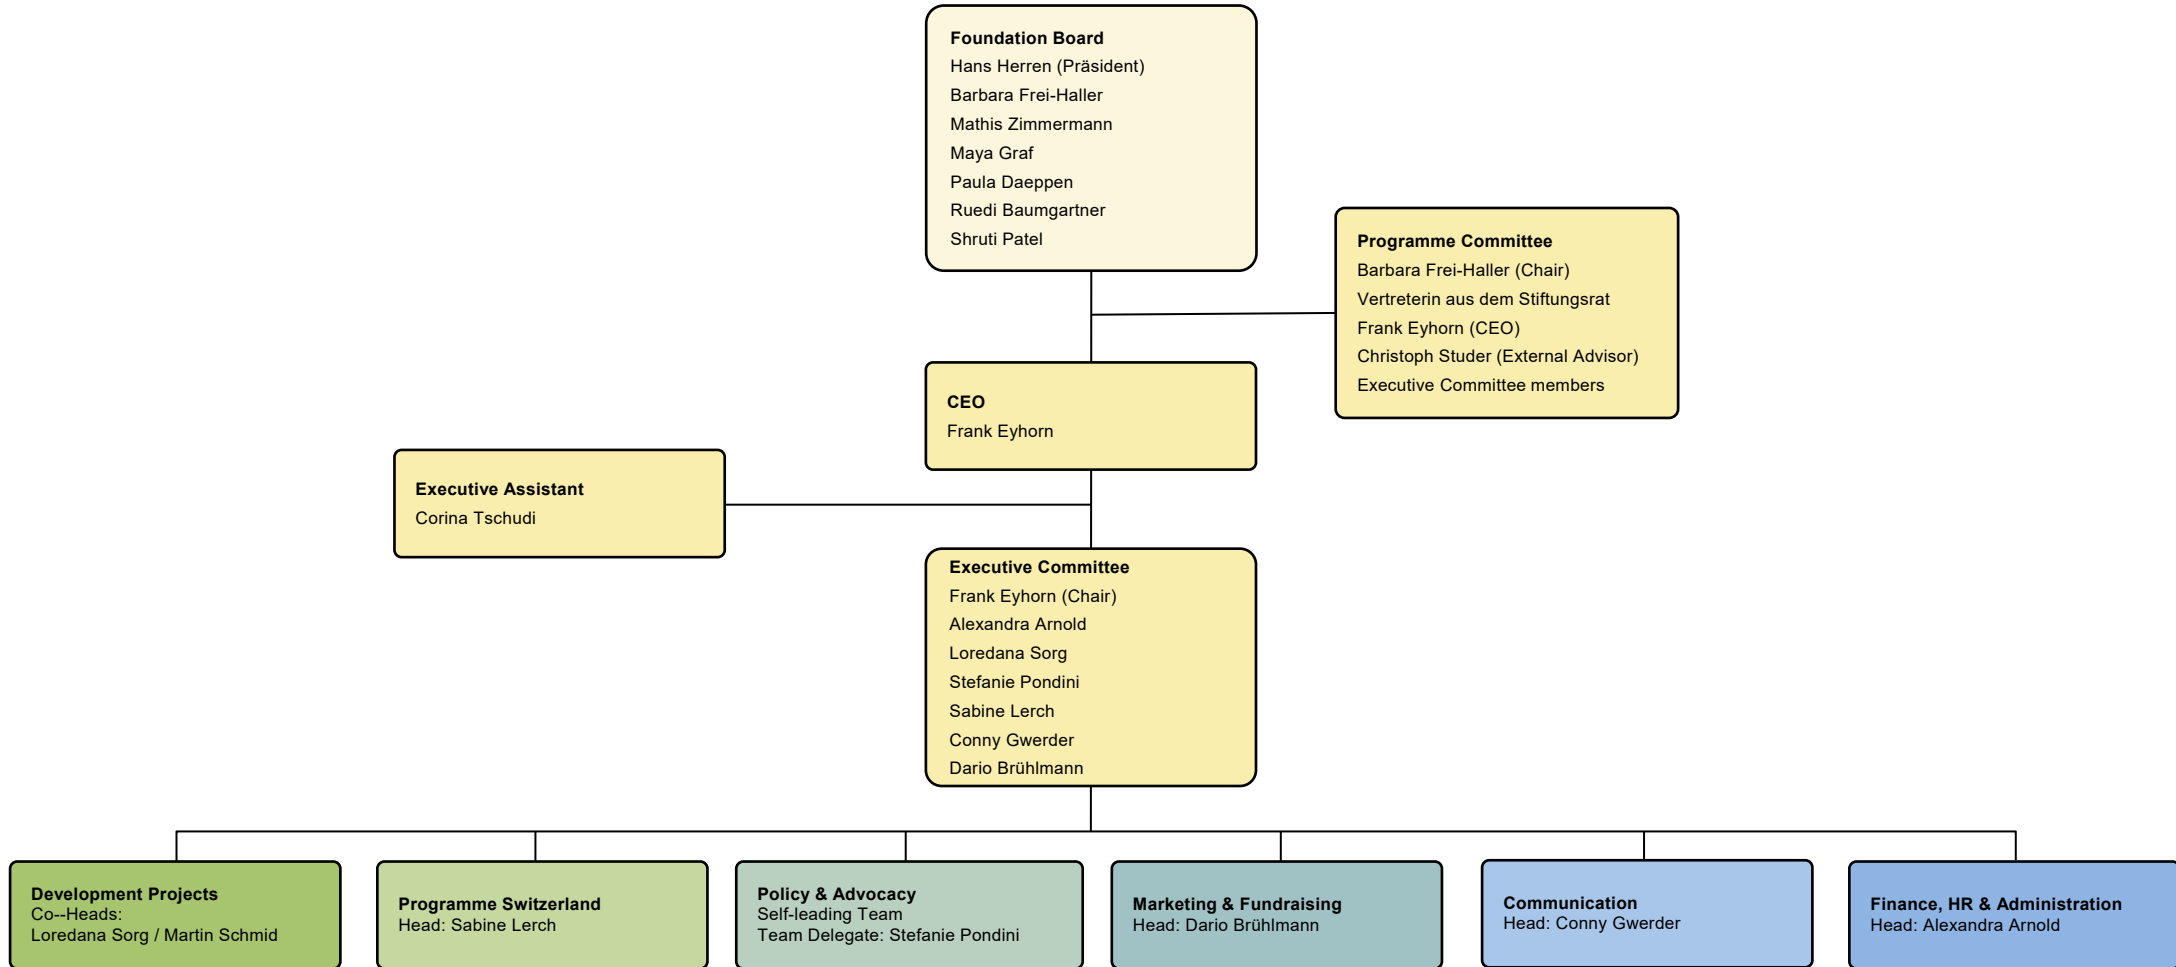 Foundation Board
Hans Herren (Präsident)
Barbara Frei-Haller
Mathis Zimmermann
Maya Graf
Paula Daeppen
Ruedi Baumgartner
Shruti Patel
Programme Committee
Barbara Frei-Haller (Chair)
Vertreterin aus dem Stiftungsrat
Frank Eyhorn (CEO)
Christoph Studer (External Advisor)
Executive Committee members
CEO
Frank Eyhorn
Executive Assistant
Corina Tschudi
Executive Committee
Frank Eyhorn (Chair)
Alexandra Arnold
Loredana Sorg
Stefanie Pondini
Sabine Lerch
Conny Gwerder
Dario Brühlmann
Development Projects
Co--Heads:
Loredana Sorg / Martin Schmid
Programme Switzerland
Head: Sabine Lerch
Policy & Advocacy
Self-leading Team
Team Delegate: Stefanie Pondini
Marketing & Fundraising
Head: Dario Brühlmann
Communication
Head: Conny Gwerder
Finance, HR & Administration
Head: Alexandra Arnold